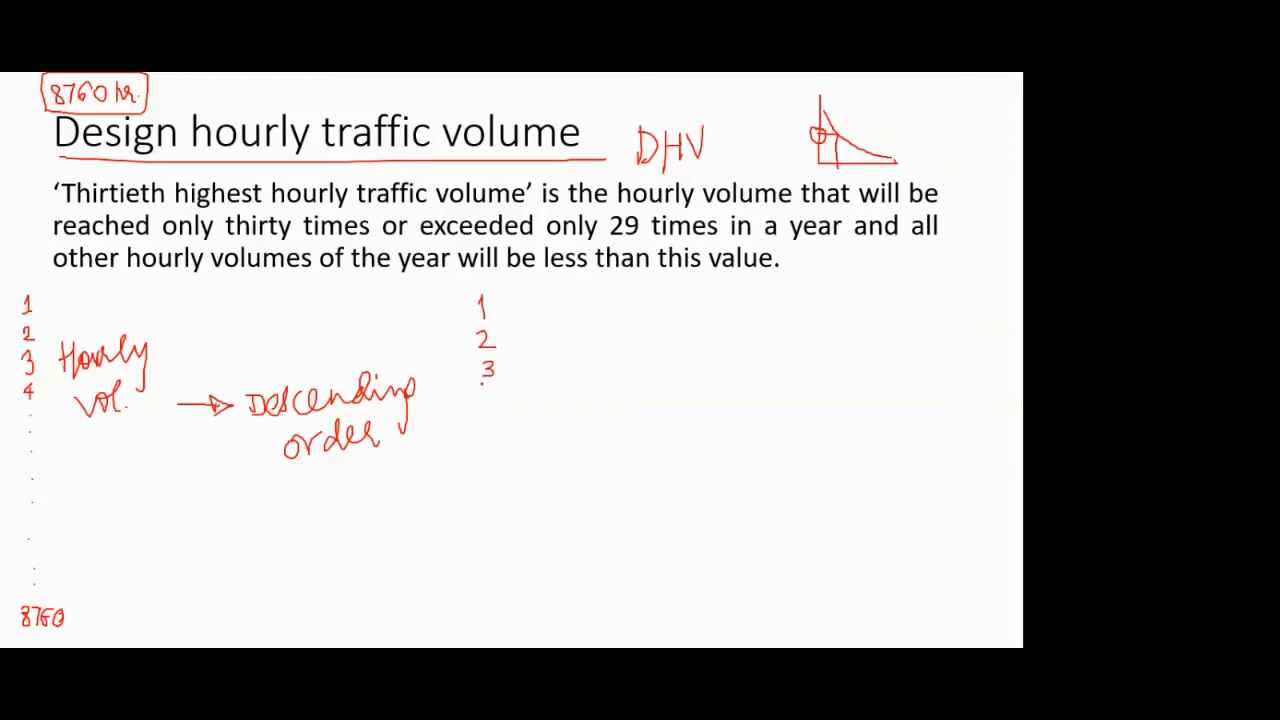 8760 hr.
Design hourly traffic volume DHV
‘Thirtieth highest hourly traffic volume’ is the hourly volume that will be
reached only thirty times or exceeded only 29 times in a year and all
other hourly volumes of the year will be less than this value.
1 1
2 2
3 Hourly 3
4 Vol. → Descending
order
8760